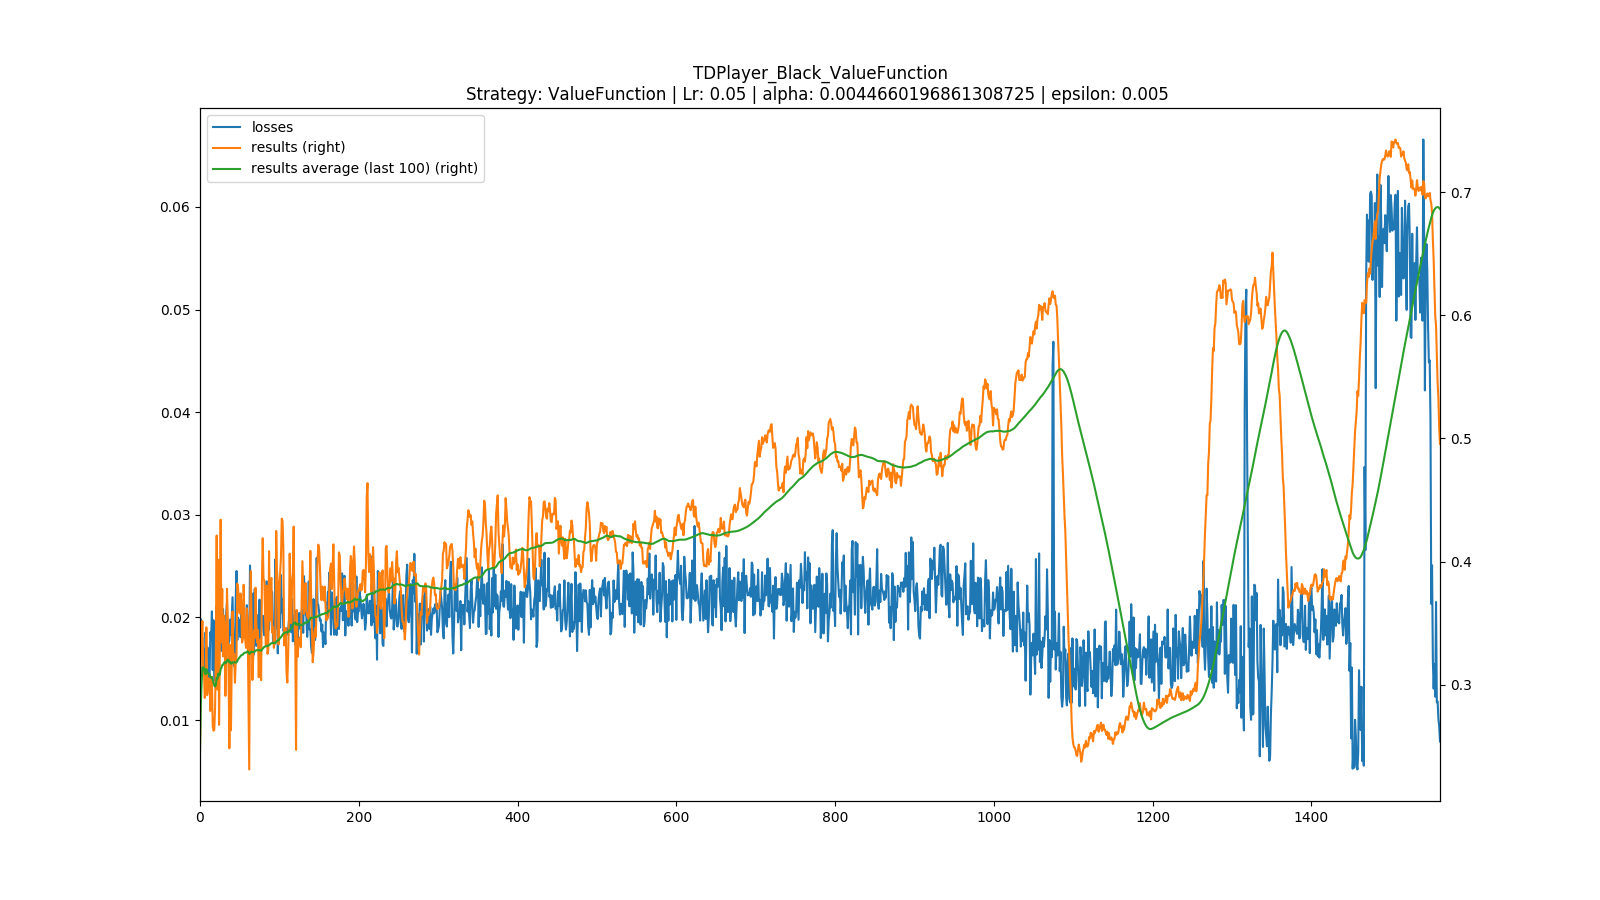 TDPlayer_Black_ValueFunction
Strategy: ValueFunction | Lr: 0.05 | alpha: 0.0044660196861308725 | epsilon: 0.005
losses
results (right)
results average (last 100) (right)
0.06
0.05
0.04
0.03
0.02
0.01
0.7
0.6
0.5
0.4
0.3
0 200 400 600 800 1000 1200 1400